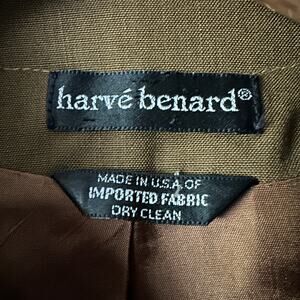 harvé benard®
MADE IN U.S.A. OF
IMPORTED FABRIC
DRY CLEAN